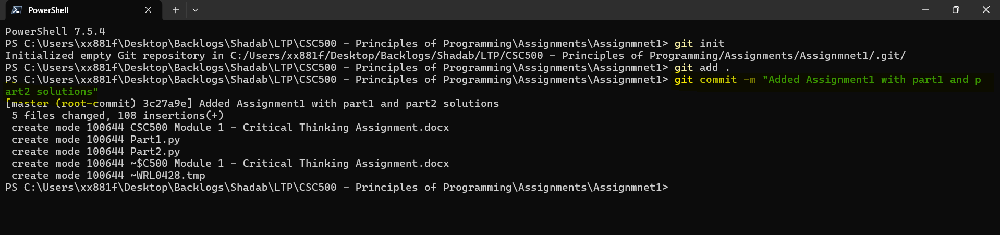 PowerShell
PowerShell 7.5.4
PS C:\Users\xx881f\Desktop\Backlogs\Shadab\LTP\CSC500 - Principles of Programming\Assignments\Assignmnet1> git init
Initialized empty Git repository in C:/Users/xx881f/Desktop/Backlogs/Shadab/LTP/CSC500 - Principles of Programming/Assignments/Assignmnet1/.git/
PS C:\Users\xx881f\Desktop\Backlogs\Shadab\LTP\CSC500 - Principles of Programming\Assignments\Assignmnet1> git add .
PS C:\Users\xx881f\Desktop\Backlogs\Shadab\LTP\CSC500 - Principles of Programming\Assignments\Assignmnet1> git commit -m "Added Assignment1 with part1 and p
art2 solutions"
[master (root-commit) 3c27a9e] Added Assignment1 with part1 and part2 solutions
 5 files changed, 108 insertions(+)
 create mode 100644 CSC500 Module 1 - Critical Thinking Assignment.docx
 create mode 100644 Part1.py
 create mode 100644 Part2.py
 create mode 100644 ~$C500 Module 1 - Critical Thinking Assignment.docx
 create mode 100644 ~WRL0428.tmp
PS C:\Users\xx881f\Desktop\Backlogs\Shadab\LTP\CSC500 - Principles of Programming\Assignments\Assignmnet1>